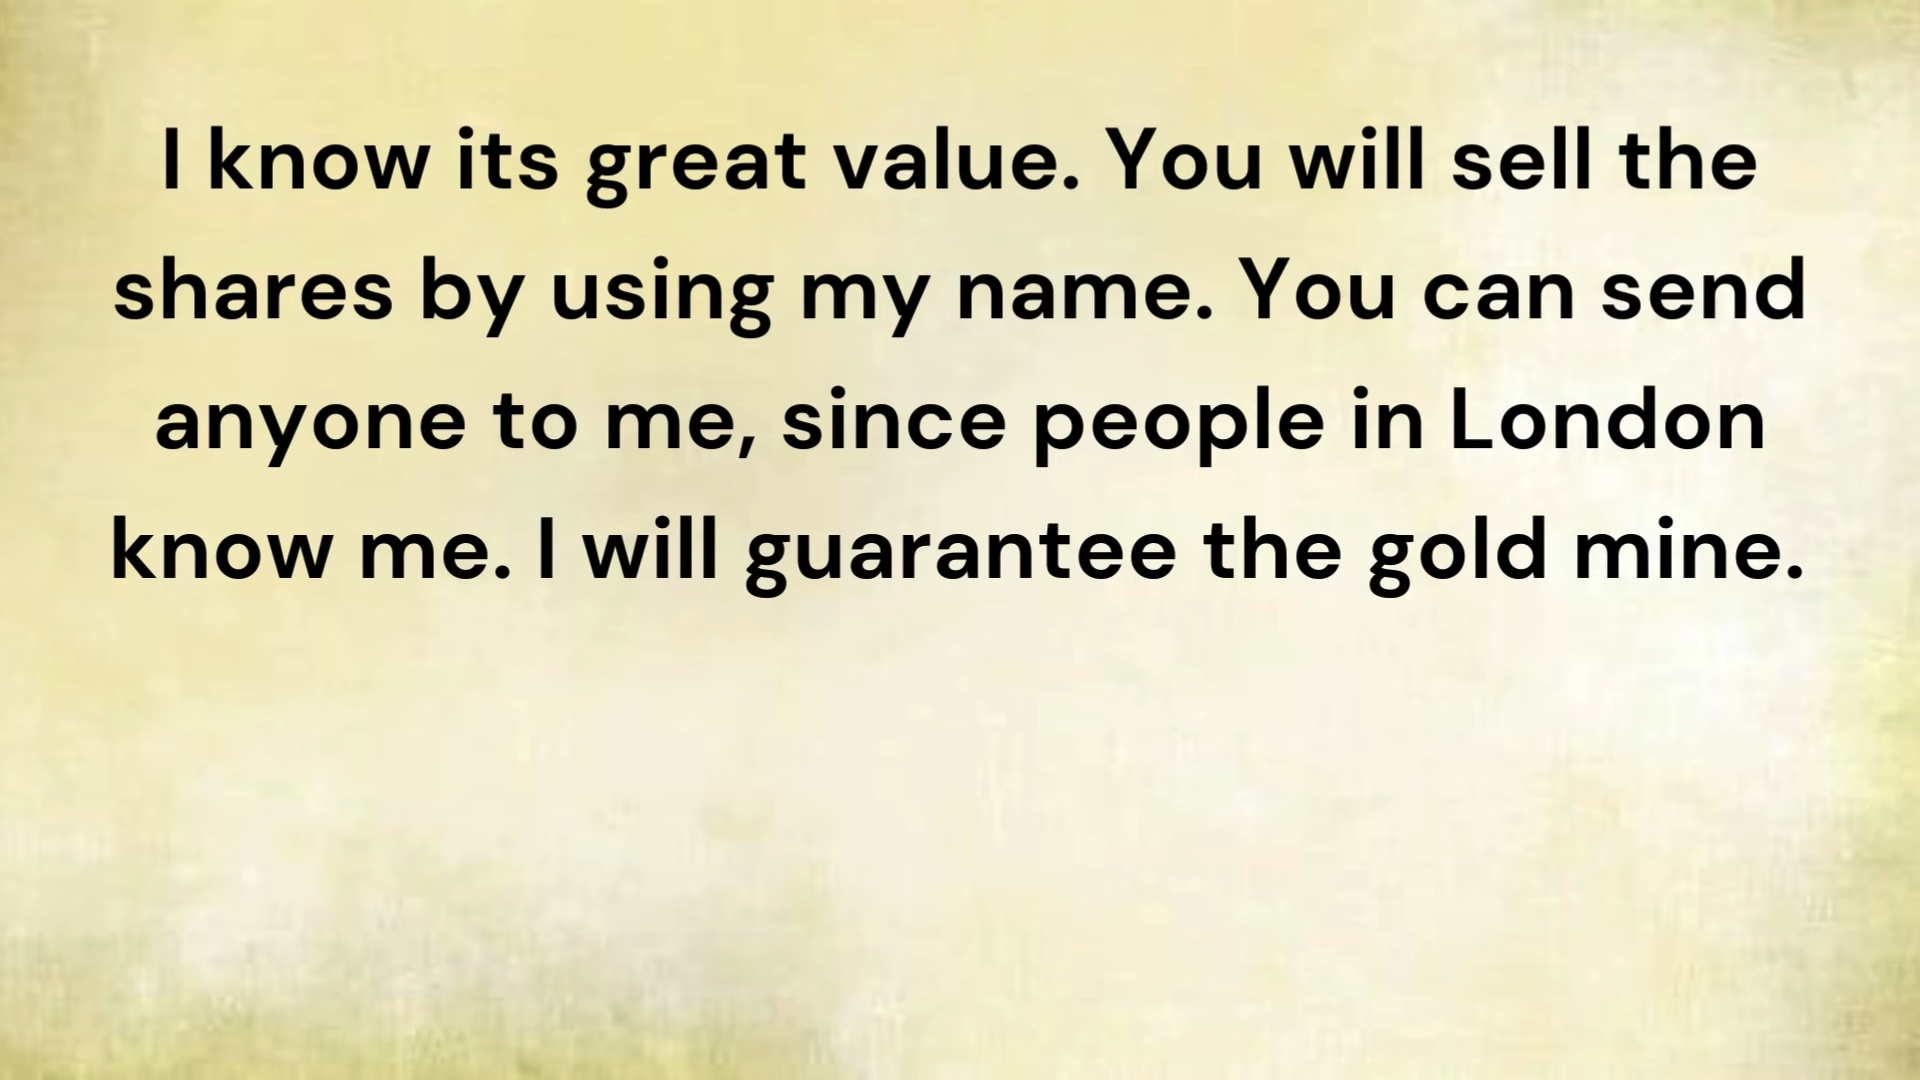 I know its great value. You will sell the
shares by using my name. You can send
anyone to me, since people in London
know me. I will guarantee the gold mine.